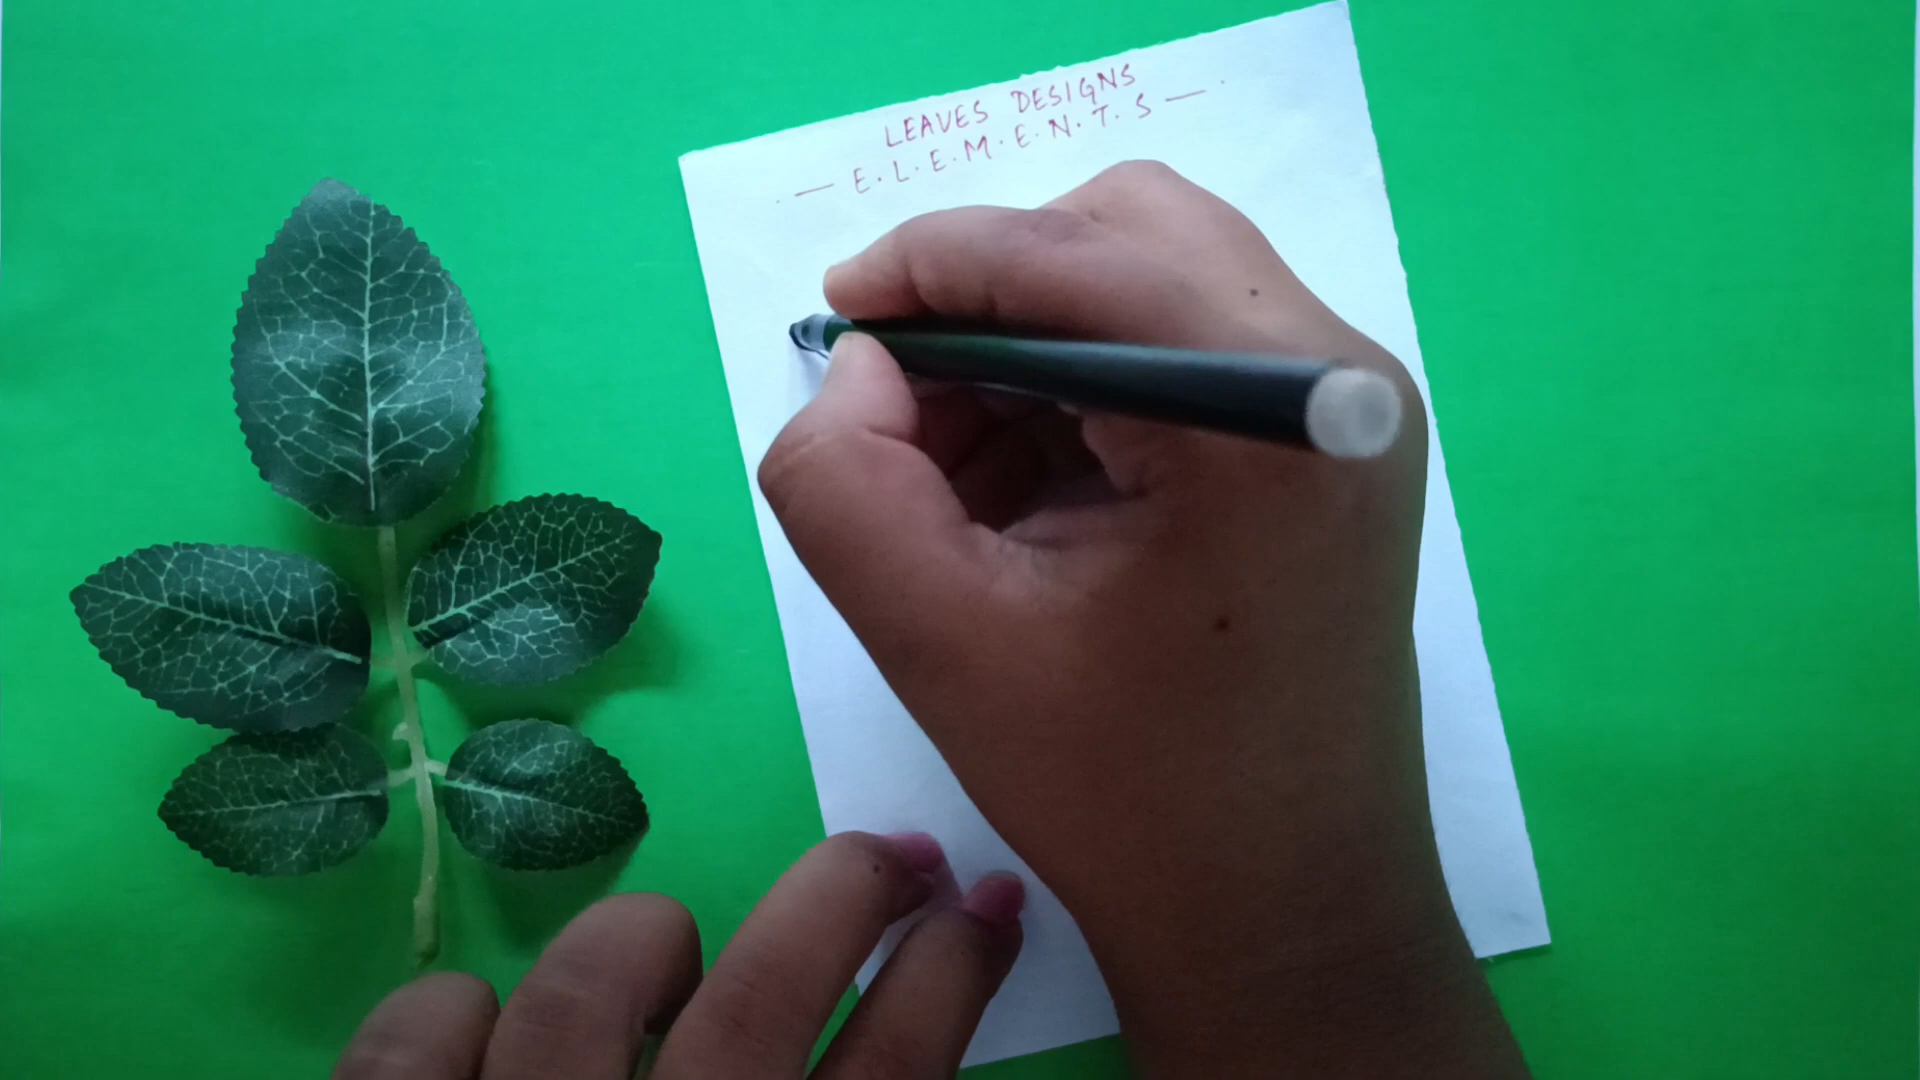 LEAVES DESIGNS
. — E. L. E. M. E. N. T. S — .